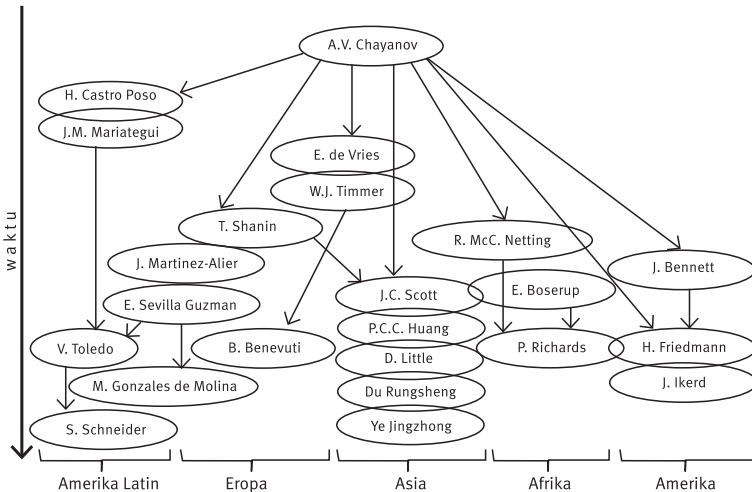 waktu
A.V. Chayanov
H. Castro Poso
J.M. Mariategui
E. de Vries
W.J. Timmer
T. Shanin
R. McC. Netting
J. Martinez-Alier
J. Bennett
E. Sevilla Guzman
J.C. Scott
E. Boserup
P.C.C. Huang
V. Toledo
B. Benevuti
D. Little
P. Richards
H. Friedmann
M. Gonzales de Molina
Du Rungsheng
J. Ikerd
S. Schneider
Ye Jingzhong
Amerika Latin
Eropa
Asia
Afrika
Amerika